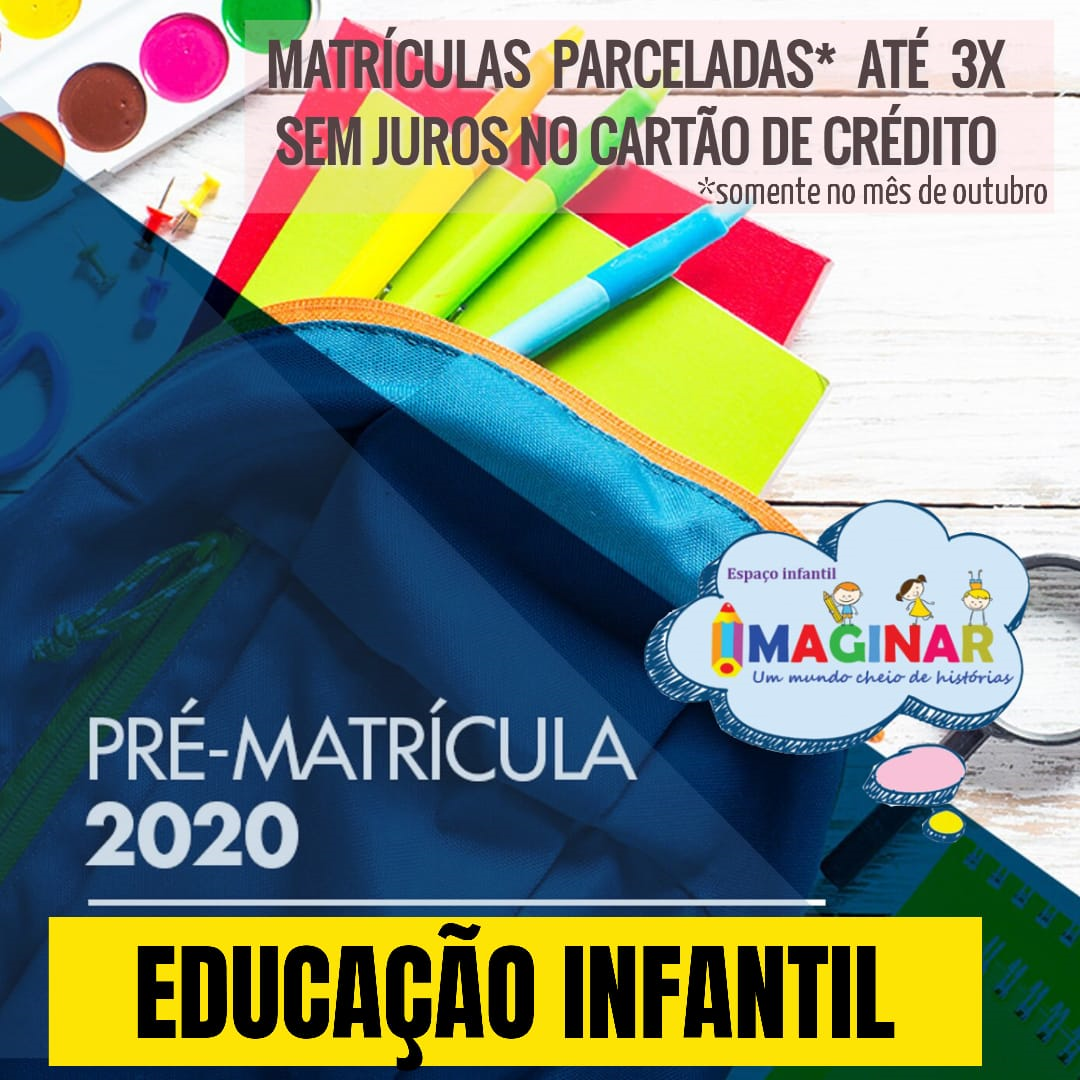 MATRÍCULAS PARCELADAS* ATÉ 3X
SEM JUROS NO CARTÃO DE CRÉDITO
*somente no mês de outubro
Espaço infantil
IMAGINAR
Um mundo cheio de histórias
PRÉ-MATRÍCULA
2020
EDUCAÇÃO INFANTIL